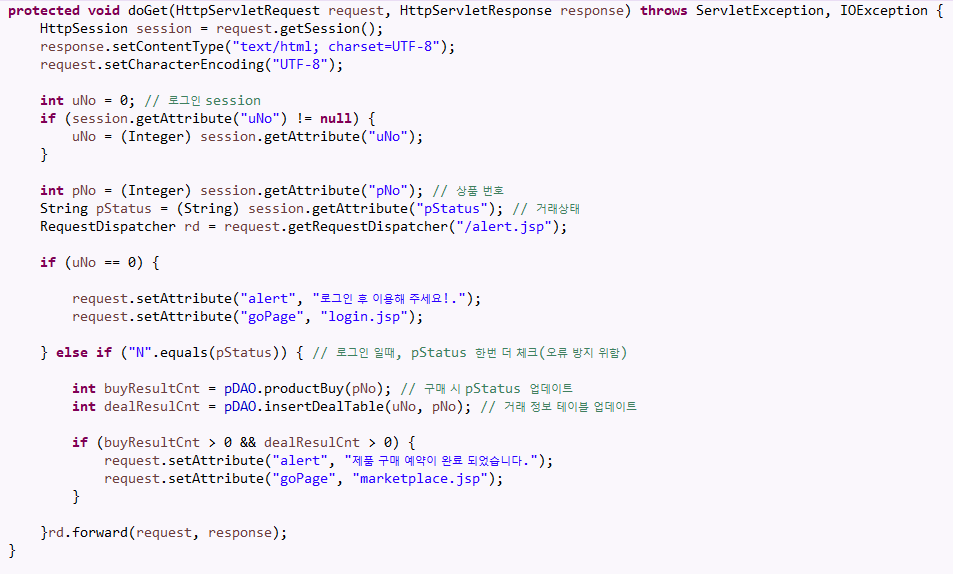 protected void doGet(HttpServletRequest request, HttpServletResponse response) throws ServletException, IOException {
    HttpSession session = request.getSession();
    response.setContentType("text/html; charset=UTF-8");
    request.setCharacterEncoding("UTF-8");

    int uNo = 0; // 로그인 session
    if (session.getAttribute("uNo") != null) {
        uNo = (Integer) session.getAttribute("uNo");
    }

    int pNo = (Integer) session.getAttribute("pNo"); // 상품 번호
    String pStatus = (String) session.getAttribute("pStatus"); // 거래상태
    RequestDispatcher rd = request.getRequestDispatcher("/alert.jsp");

    if (uNo == 0) {

        request.setAttribute("alert", "로그인 후 이용해 주세요!.");
        request.setAttribute("goPage", "login.jsp");

    } else if ("N".equals(pStatus)) { // 로그인 일때, pStatus 한번 더 체크(오류 방지 위함)

        int buyResultCnt = pDAO.productBuy(pNo); // 구매 시 pStatus 업데이트
        int dealResulCnt = pDAO.insertDealTable(uNo, pNo); // 거래 정보 테이블 업데이트

        if (buyResultCnt > 0 && dealResulCnt > 0) {
            request.setAttribute("alert", "제품 구매 예약이 완료 되었습니다.");
            request.setAttribute("goPage", "marketplace.jsp");
        }

    }rd.forward(request, response);
}